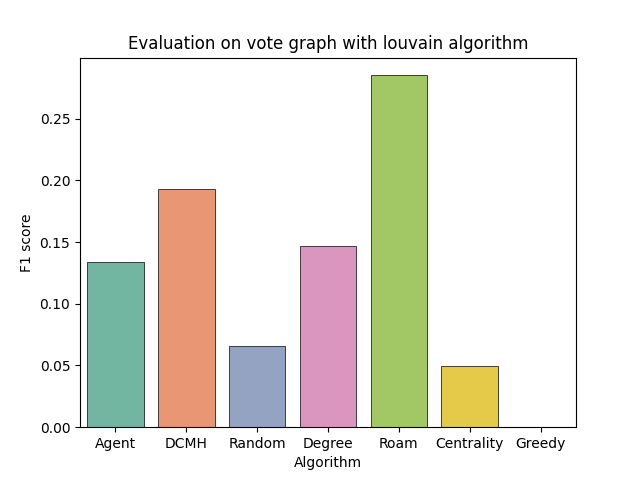 Evaluation on vote graph with louvain algorithm
F1 score
0.25
0.20
0.15
0.10
0.05
0.00
Agent DCMH Random Degree Roam Centrality Greedy
Algorithm